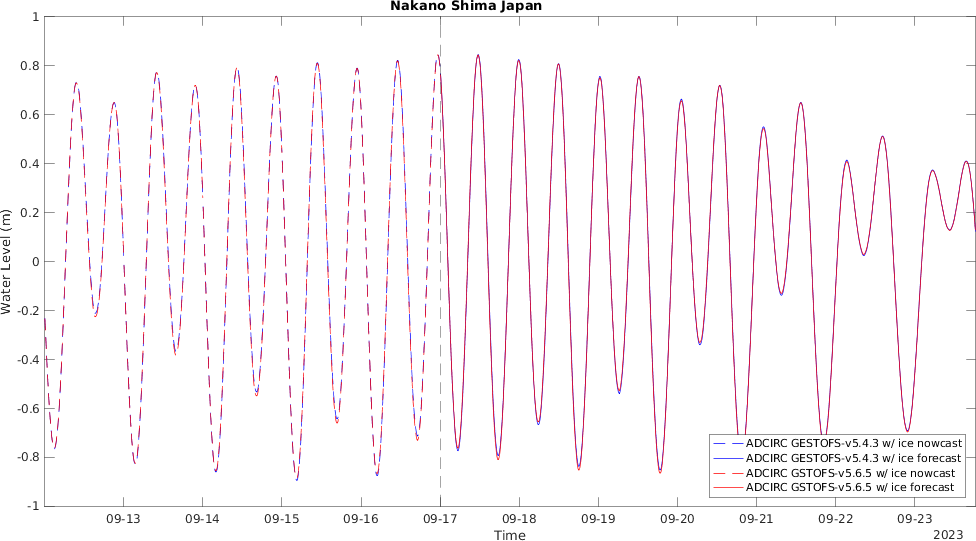 Nakano Shima Japan
1
0.8
0.6
0.4
0.2
0
-0.2
-0.4
-0.6
-0.8
-1
Water Level (m)
ADCIRC GESTOFS-v5.4.3 w/ ice nowcast
ADCIRC GESTOFS-v5.4.3 w/ ice forecast
ADCIRC GSTOFS-v5.6.5 w/ ice nowcast
ADCIRC GSTOFS-v5.6.5 w/ ice forecast
09-13 09-14 09-15 09-16 09-17 09-18 09-19 09-20 09-21 09-22 09-23
Time
2023